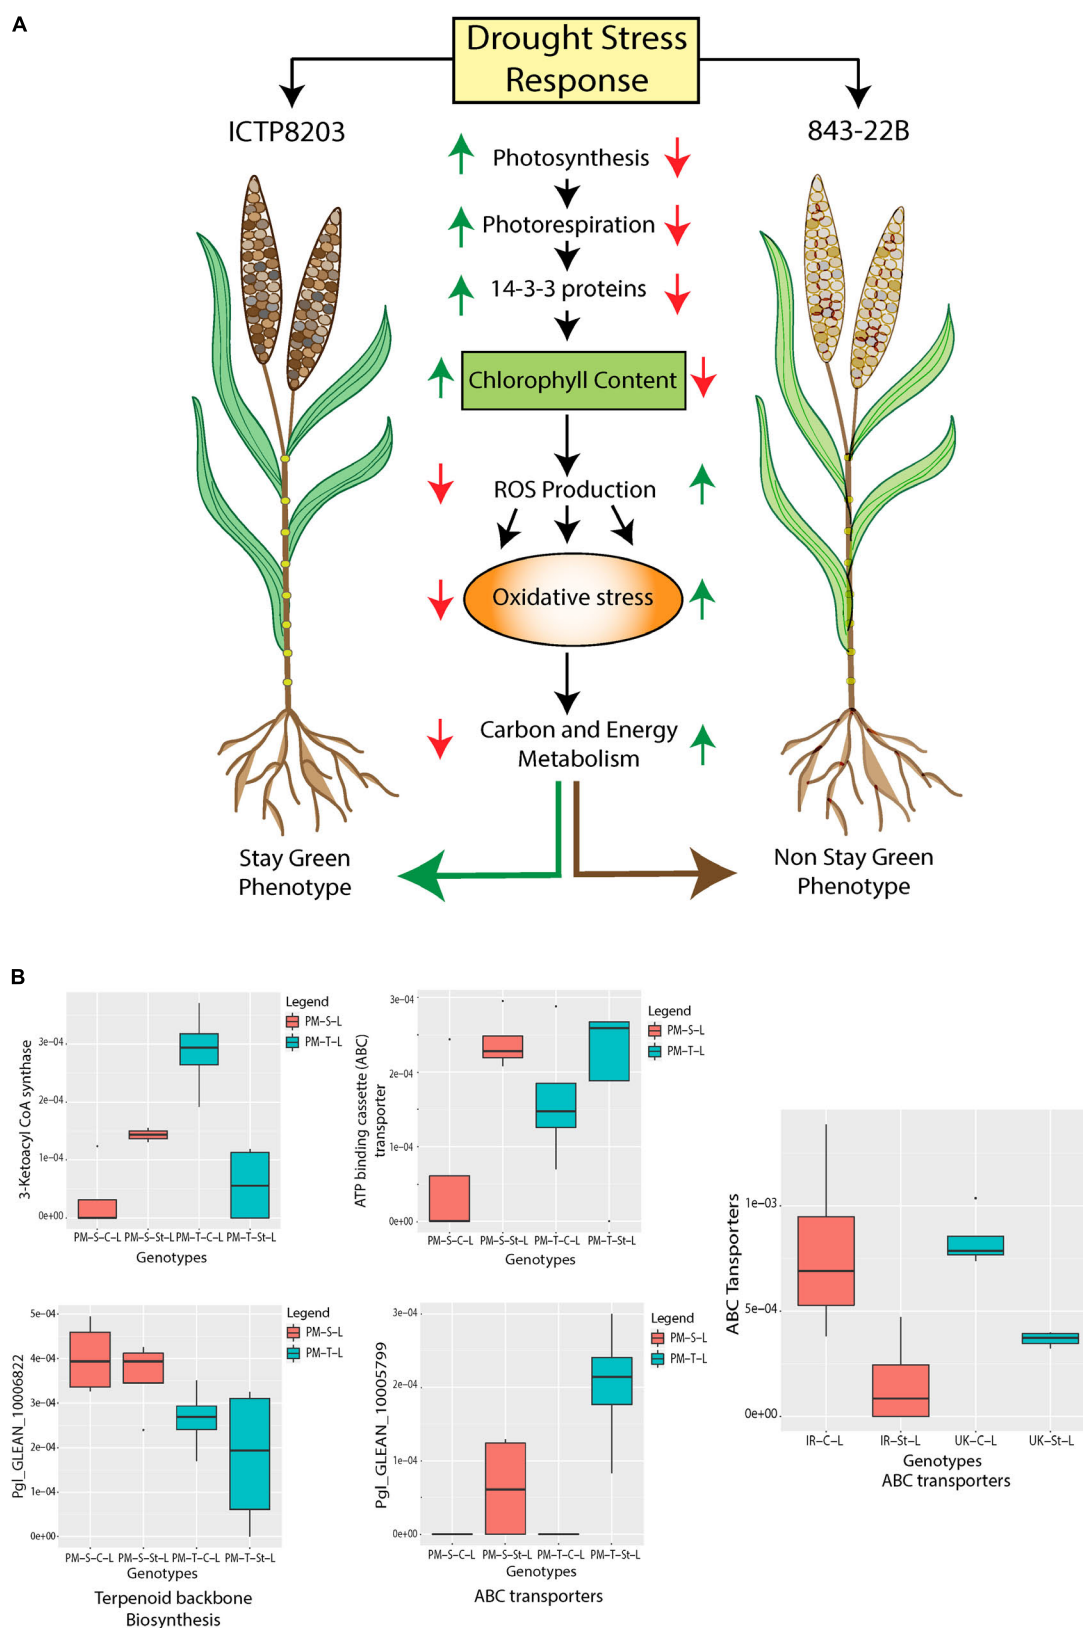 A
Drought Stress
Response
ICTP8203
843-22B
Photosynthesis
Photorespiration
14-3-3 proteins
Chlorophyll Content
ROS Production
Oxidative stress
Carbon and Energy
Metabolism
Stay Green
Phenotype
Non Stay Green
Phenotype
B
3-Ketoacyl CoA synthase
3e-04
2e-04
1e-04
0e+00
PM-S-C-L PM-S-St-L PM-T-C-L PM-T-St-L
Genotypes
Legend
PM-S-L
PM-T-L
ATP binding cassette (ABC)
transporter
3e-04
2e-04
1e-04
0e+00
PM-S-C-L PM-S-St-L PM-T-C-L PM-T-St-L
Genotypes
Legend
PM-S-L
PM-T-L
ABC Tansporters
1e-03
5e-04
0e+00
IR-C-L IR-St-L UK-C-L UK-St-L
Genotypes
ABC transporters
Pgl_GLEAN_10006822
5e-04
4e-04
3e-04
2e-04
1e-04
0e+00
PM-S-C-L PM-S-St-L PM-T-C-L PM-T-St-L
Genotypes
Terpenoid backbone
Biosynthesis
Legend
PM-S-L
PM-T-L
Pgl_GLEAN_10005799
3e-04
2e-04
1e-04
0e+00
PM-S-C-L PM-S-St-L PM-T-C-L PM-T-St-L
Genotypes
ABC transporters
Legend
PM-S-L
PM-T-L